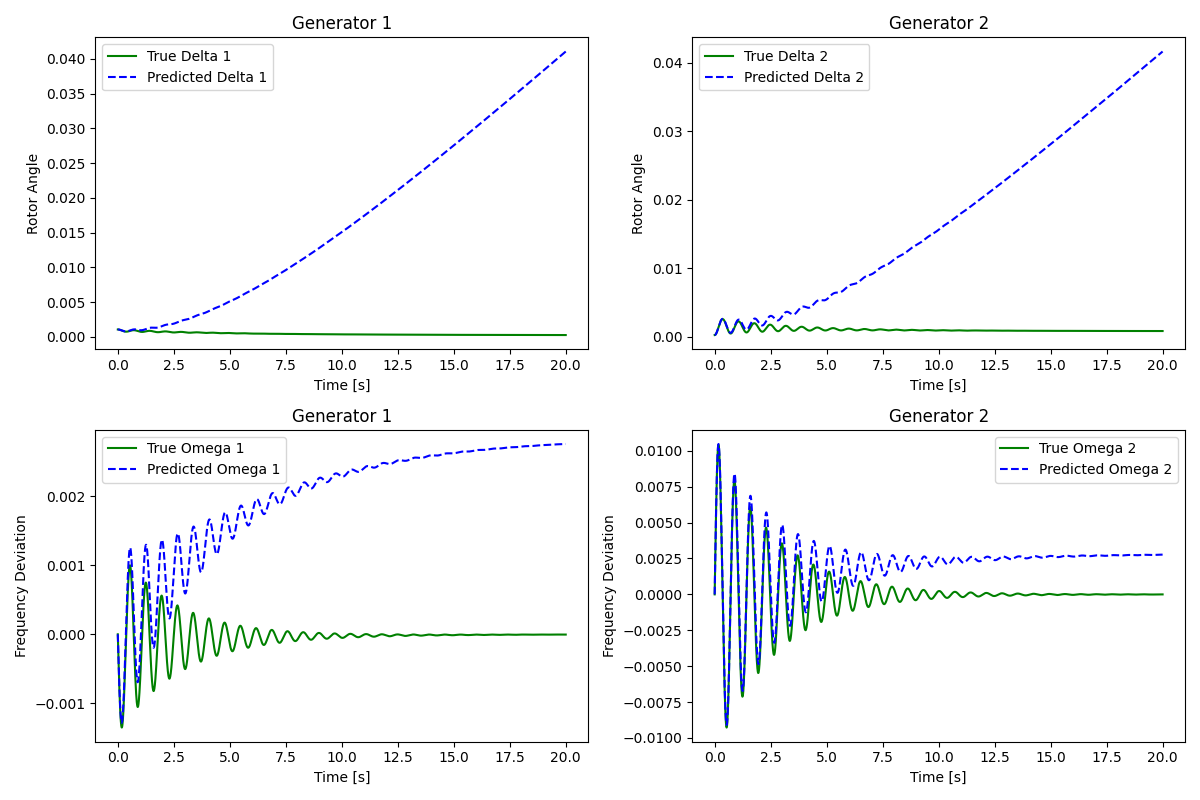 Generator 1
True Delta 1
Predicted Delta 1
Rotor Angle
0.040
0.035
0.030
0.025
0.020
0.015
0.010
0.005
0.000
0.0 2.5 5.0 7.5 10.0 12.5 15.0 17.5 20.0
Time [s]
Generator 2
True Delta 2
Predicted Delta 2
Rotor Angle
0.04
0.03
0.02
0.01
0.00
0.0 2.5 5.0 7.5 10.0 12.5 15.0 17.5 20.0
Time [s]
Generator 1
True Omega 1
Predicted Omega 1
Frequency Deviation
0.002
0.001
0.000
−0.001
0.0 2.5 5.0 7.5 10.0 12.5 15.0 17.5 20.0
Time [s]
Generator 2
True Omega 2
Predicted Omega 2
Frequency Deviation
0.0100
0.0075
0.0050
0.0025
0.0000
−0.0025
−0.0050
−0.0075
−0.0100
0.0 2.5 5.0 7.5 10.0 12.5 15.0 17.5 20.0
Time [s]